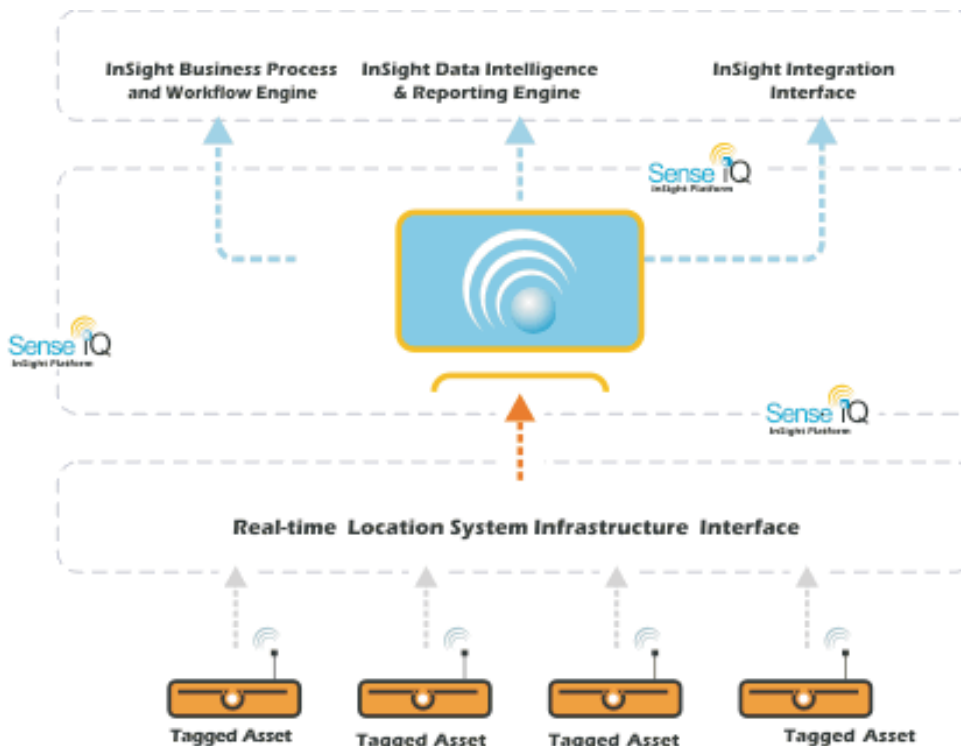 InSight Business Process
and Workflow Engine
InSight Data Intelligence
& Reporting Engine
InSight Integration
Interface
Sense iQ
InSight Platform
Sense iQ
InSight Platform
Sense iQ
InSight Platform
Real-time Location System Infrastructure Interface
Tagged Asset
Tagged Asset
Tagged Asset
Tagged Asset